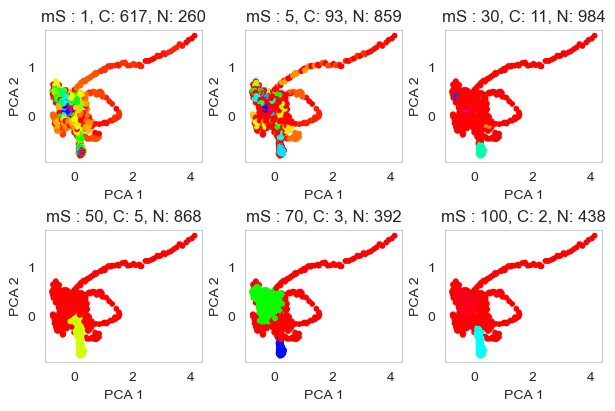 mS : 1, C: 617, N: 260
mS : 5, C: 93, N: 859
mS : 30, C: 11, N: 984
PCA 2
1
0
PCA 2
1
0
PCA 2
1
0
0 2 4
0 2 4
0 2 4
PCA 1
PCA 1
PCA 1
mS : 50, C: 5, N: 868
mS : 70, C: 3, N: 392
mS : 100, C: 2, N: 438
PCA 2
1
0
PCA 2
1
0
PCA 2
1
0
0 2 4
0 2 4
0 2 4
PCA 1
PCA 1
PCA 1